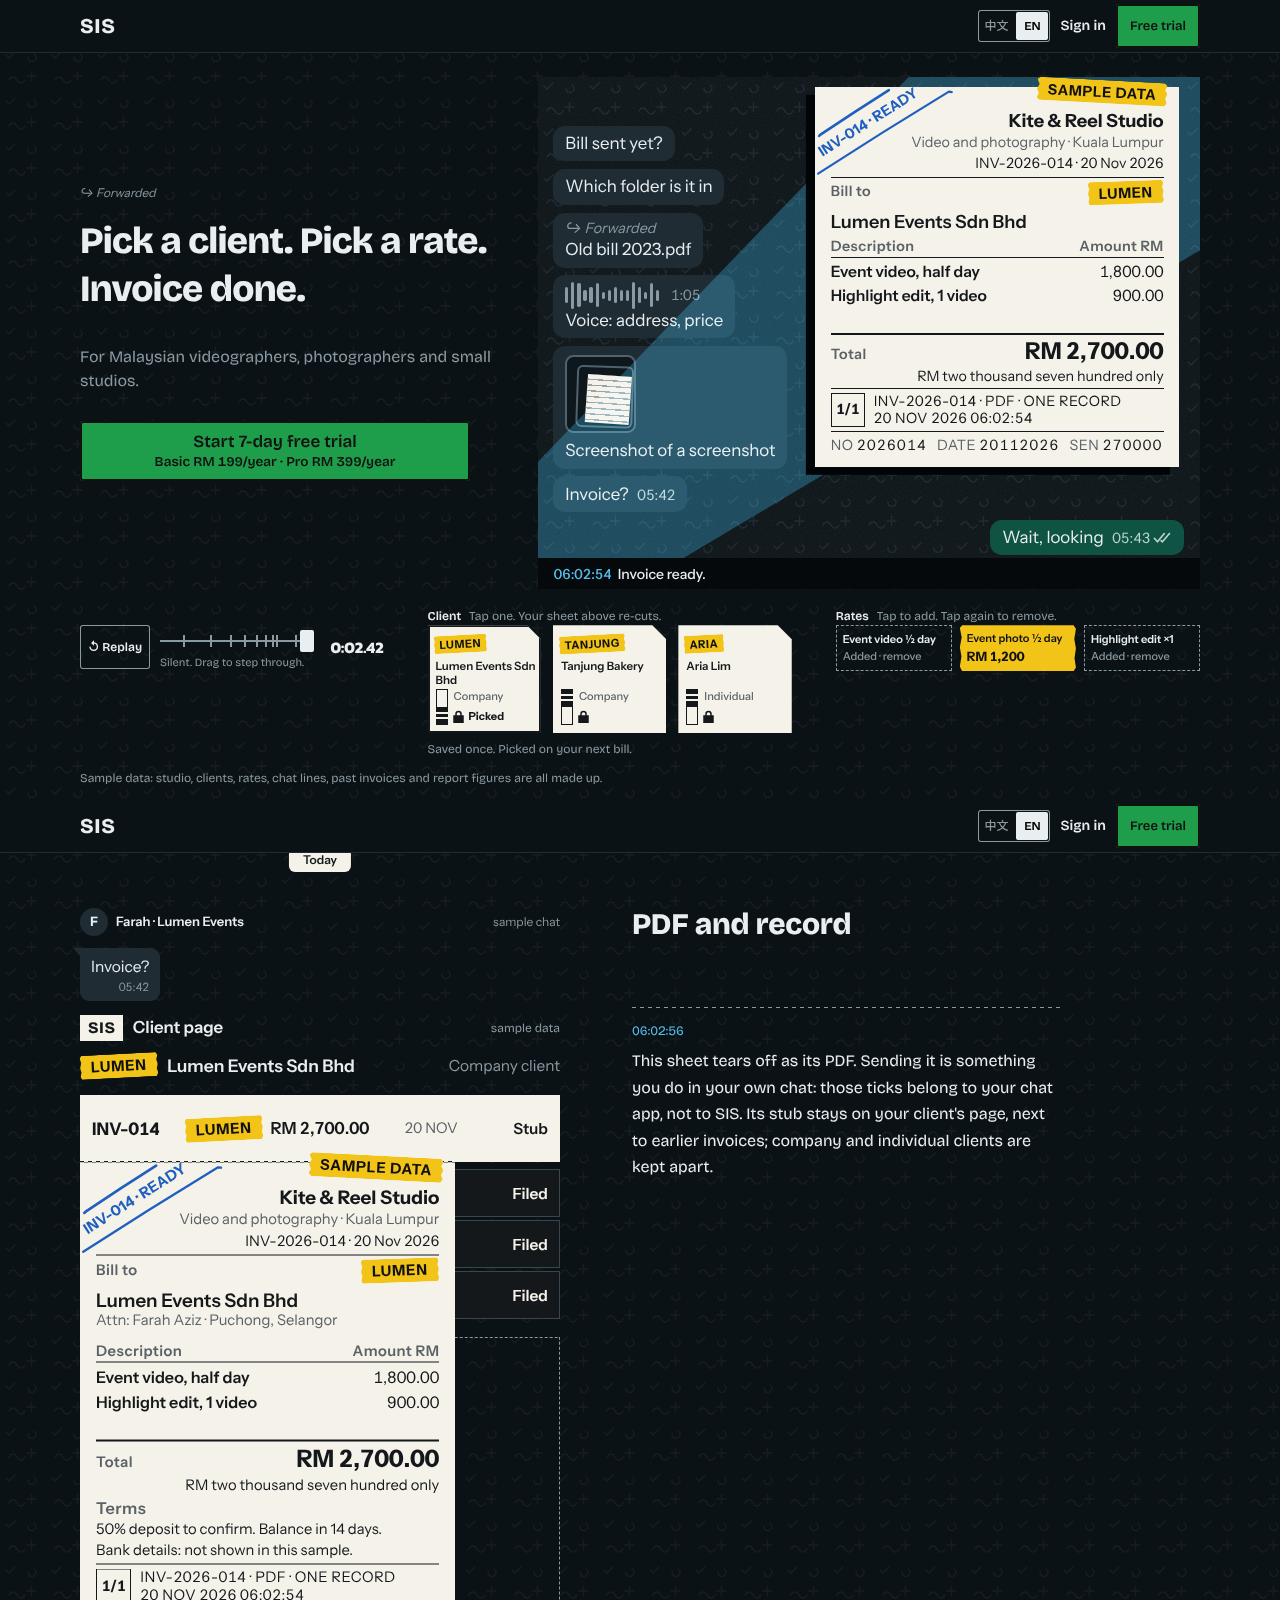 SIS
中文 EN Sign in Free trial
↪ Forwarded
Pick a client. Pick a rate.
Invoice done.
For Malaysian videographers, photographers and small
studios.
Start 7-day free trial
Basic RM 199/year · Pro RM 399/year
Bill sent yet?
Which folder is it in
↪ Forwarded
Old bill 2023.pdf
1:05
Voice: address, price
Screenshot of a screenshot
Invoice? 05:42
Wait, looking 05:43
INV-014 · READY
SAMPLE DATA
Kite & Reel Studio
Video and photography · Kuala Lumpur
INV-2026-014 · 20 Nov 2026
Bill to LUMEN
Lumen Events Sdn Bhd
Description Amount RM
Event video, half day 1,800.00
Highlight edit, 1 video 900.00
Total RM 2,700.00
RM two thousand seven hundred only
1/1 INV-2026-014 · PDF · ONE RECORD
20 NOV 2026 06:02:54
NO 2026014 DATE 20112026 SEN 270000
06:02:54 Invoice ready.
Replay
Silent. Drag to step through.
0:02.42
Client Tap one. Your sheet above re-cuts.
LUMEN
Lumen Events Sdn
Bhd
Company
Picked
TANJUNG
Tanjung Bakery
Company
ARIA
Aria Lim
Individual
Saved once. Picked on your next bill.
Rates Tap to add. Tap again to remove.
Event video ½ day
Added · remove
Event photo ½ day
RM 1,200
Highlight edit ×1
Added · remove
Sample data: studio, clients, rates, chat lines, past invoices and report figures are all made up.
SIS
中文 EN Sign in Free trial
Today
F Farah · Lumen Events sample chat
Invoice?
05:42
SIS Client page sample data
LUMEN Lumen Events Sdn Bhd Company client
INV-014 LUMEN RM 2,700.00 20 NOV Stub
Filed
Filed
Filed
INV-014 · READY
SAMPLE DATA
Kite & Reel Studio
Video and photography · Kuala Lumpur
INV-2026-014 · 20 Nov 2026
Bill to LUMEN
Lumen Events Sdn Bhd
Attn: Farah Aziz · Puchong, Selangor
Description Amount RM
Event video, half day 1,800.00
Highlight edit, 1 video 900.00
Total RM 2,700.00
RM two thousand seven hundred only
Terms
50% deposit to confirm. Balance in 14 days.
Bank details: not shown in this sample.
1/1 INV-2026-014 · PDF · ONE RECORD
20 NOV 2026 06:02:54
PDF and record
06:02:56
This sheet tears off as its PDF. Sending it is something
you do in your own chat: those ticks belong to your chat
app, not to SIS. Its stub stays on your client's page, next
to earlier invoices; company and individual clients are
kept apart.